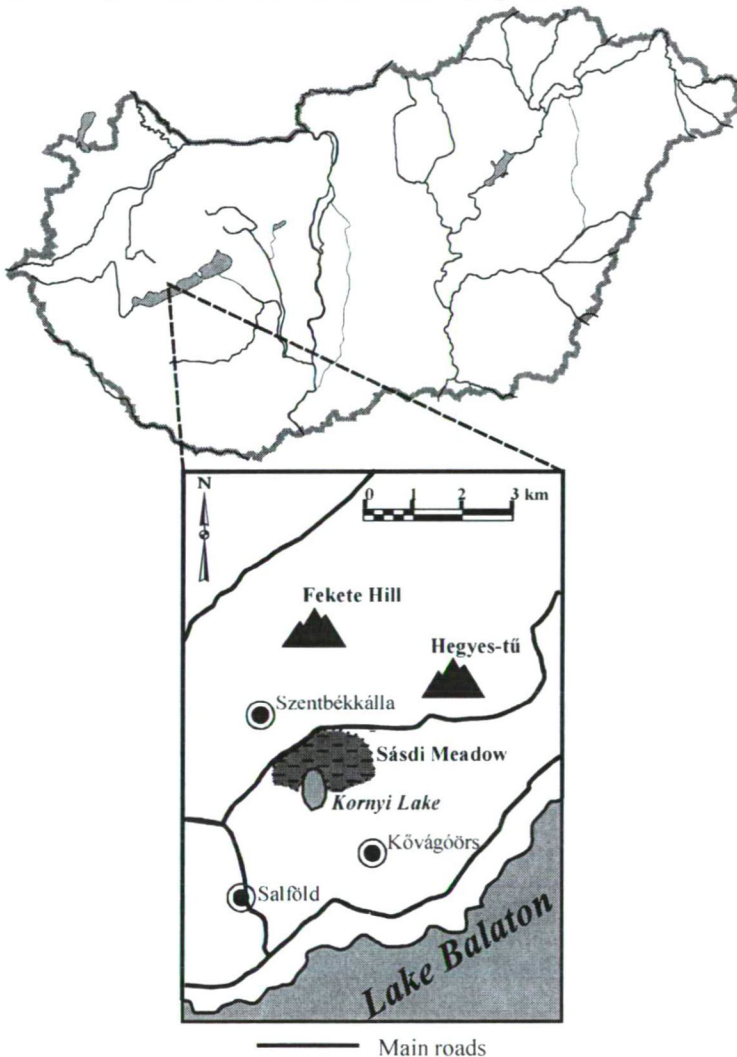 N
0 1 2 3 km
Fekete Hill
Hegyes-tű
Szentbékkálla
Sásdi Meadow
Kornyi Lake
Kővágóörs
Salföld
Lake Balaton
Main roads